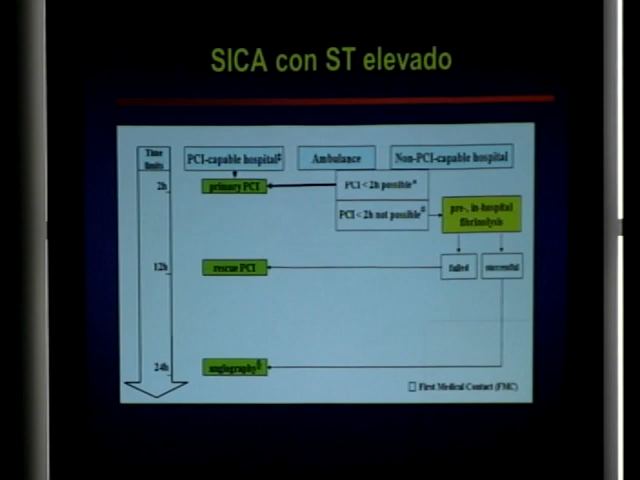 SICA con ST elevado
Time
limits
PCI-capable hospital‡
Ambulance
Non-PCI-capable hospital
2h
primary PCI
PCI < 2h possible*
PCI < 2h not possible
pre-, in-hospital
fibrinolysis
12h
rescue PCI
failed
successful
24h
angiography§
First Medical Contact (FMC)